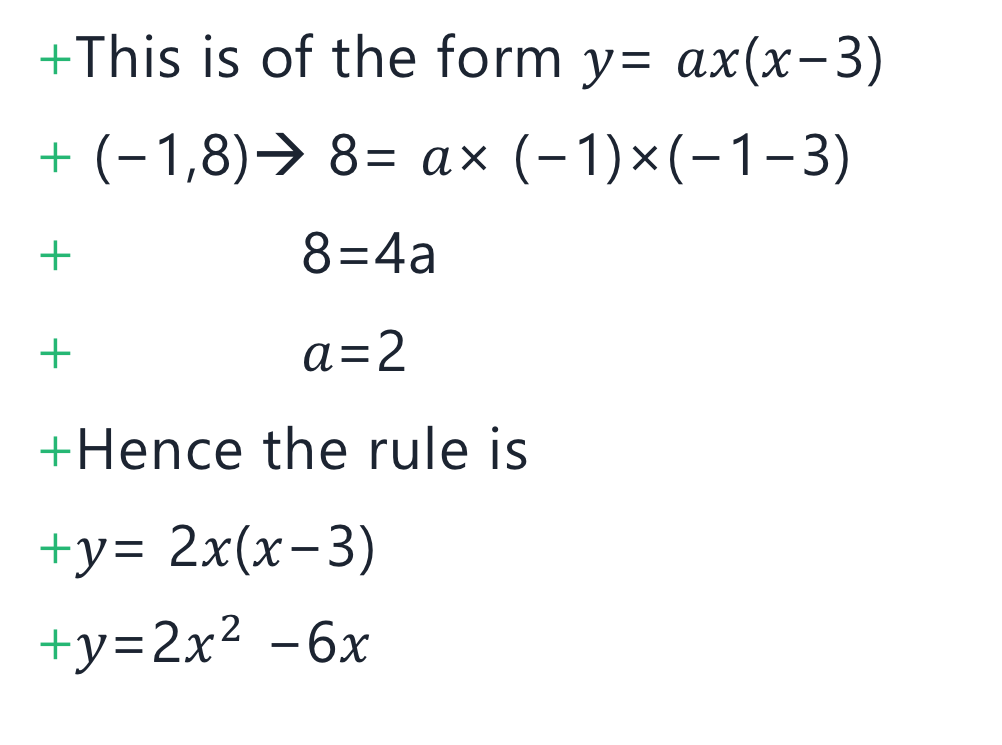 +This is of the form y= ax(x−3)
+ (−1,8)→ 8= a× (−1)×(−1−3)
+ 8=4a
+ a=2
+Hence the rule is
+y= 2x(x−3)
+y=2x² −6x